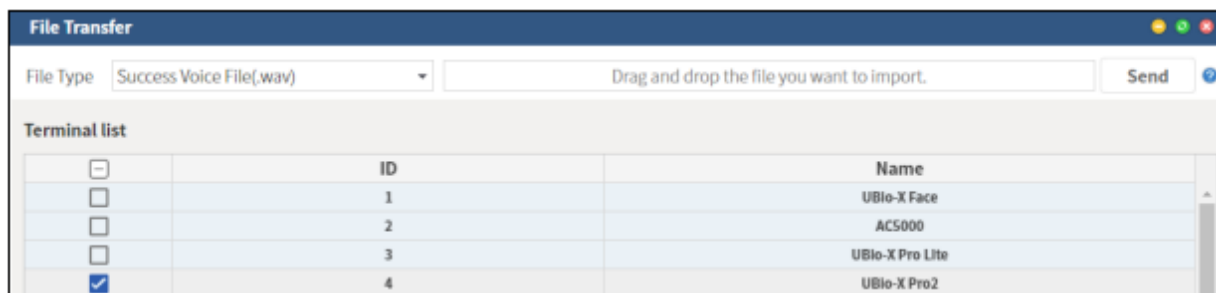 File Transfer
File Type Success Voice File(.wav) Drag and drop the file you want to import. Send ?
Terminal list
ID Name
1 UBio-X Face
2 AC5000
3 UBio-X Pro Lite
4 UBio-X Pro2